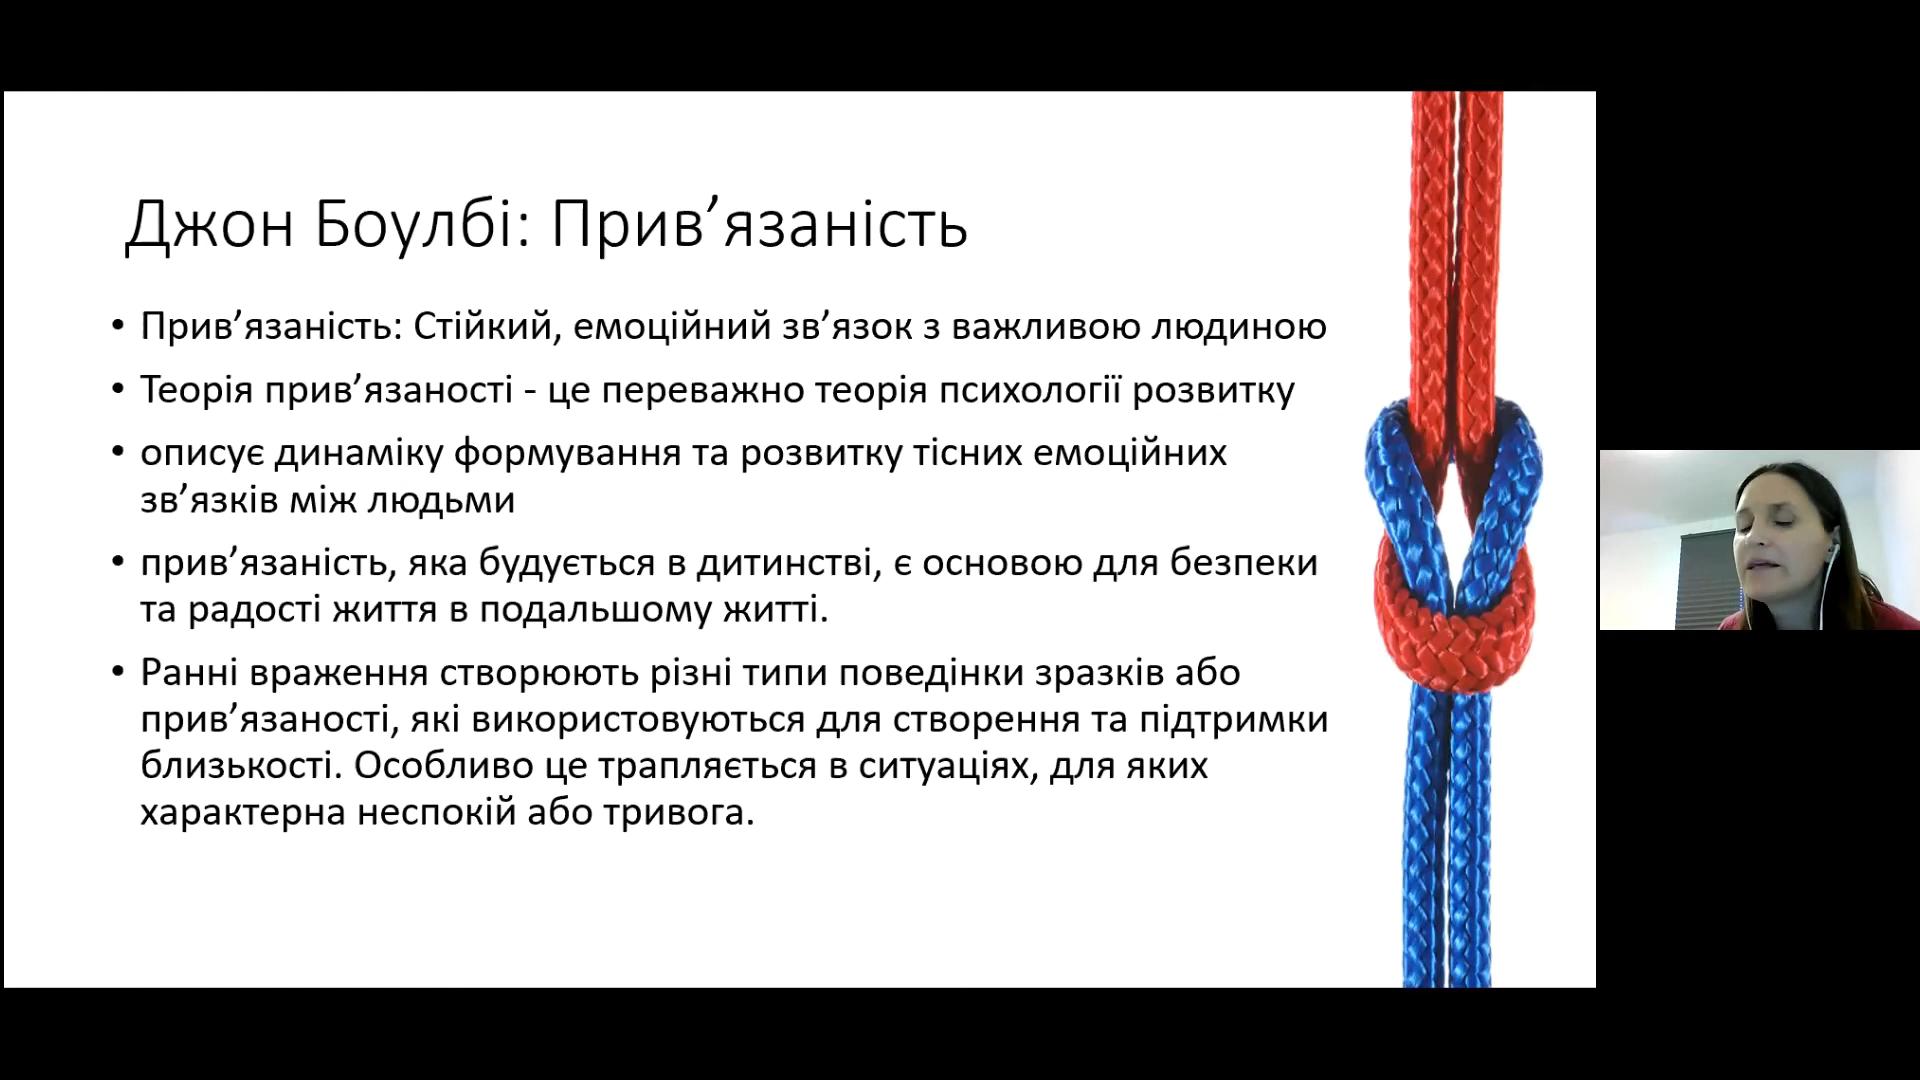 Джон Боулбі: Прив’язаність
• Прив’язаність: Стійкий, емоційний зв’язок з важливою людиною
• Теорія прив’язаності - це переважно теорія психології розвитку
• описує динаміку формування та розвитку тісних емоційних
зв’язків між людьми
• прив’язаність, яка будується в дитинстві, є основою для безпеки
та радості життя в подальшому житті.
• Ранні враження створюють різні типи поведінки зразків або
прив’язаності, які використовуються для створення та підтримки
близькості. Особливо це трапляється в ситуаціях, для яких
характерна неспокій або тривога.